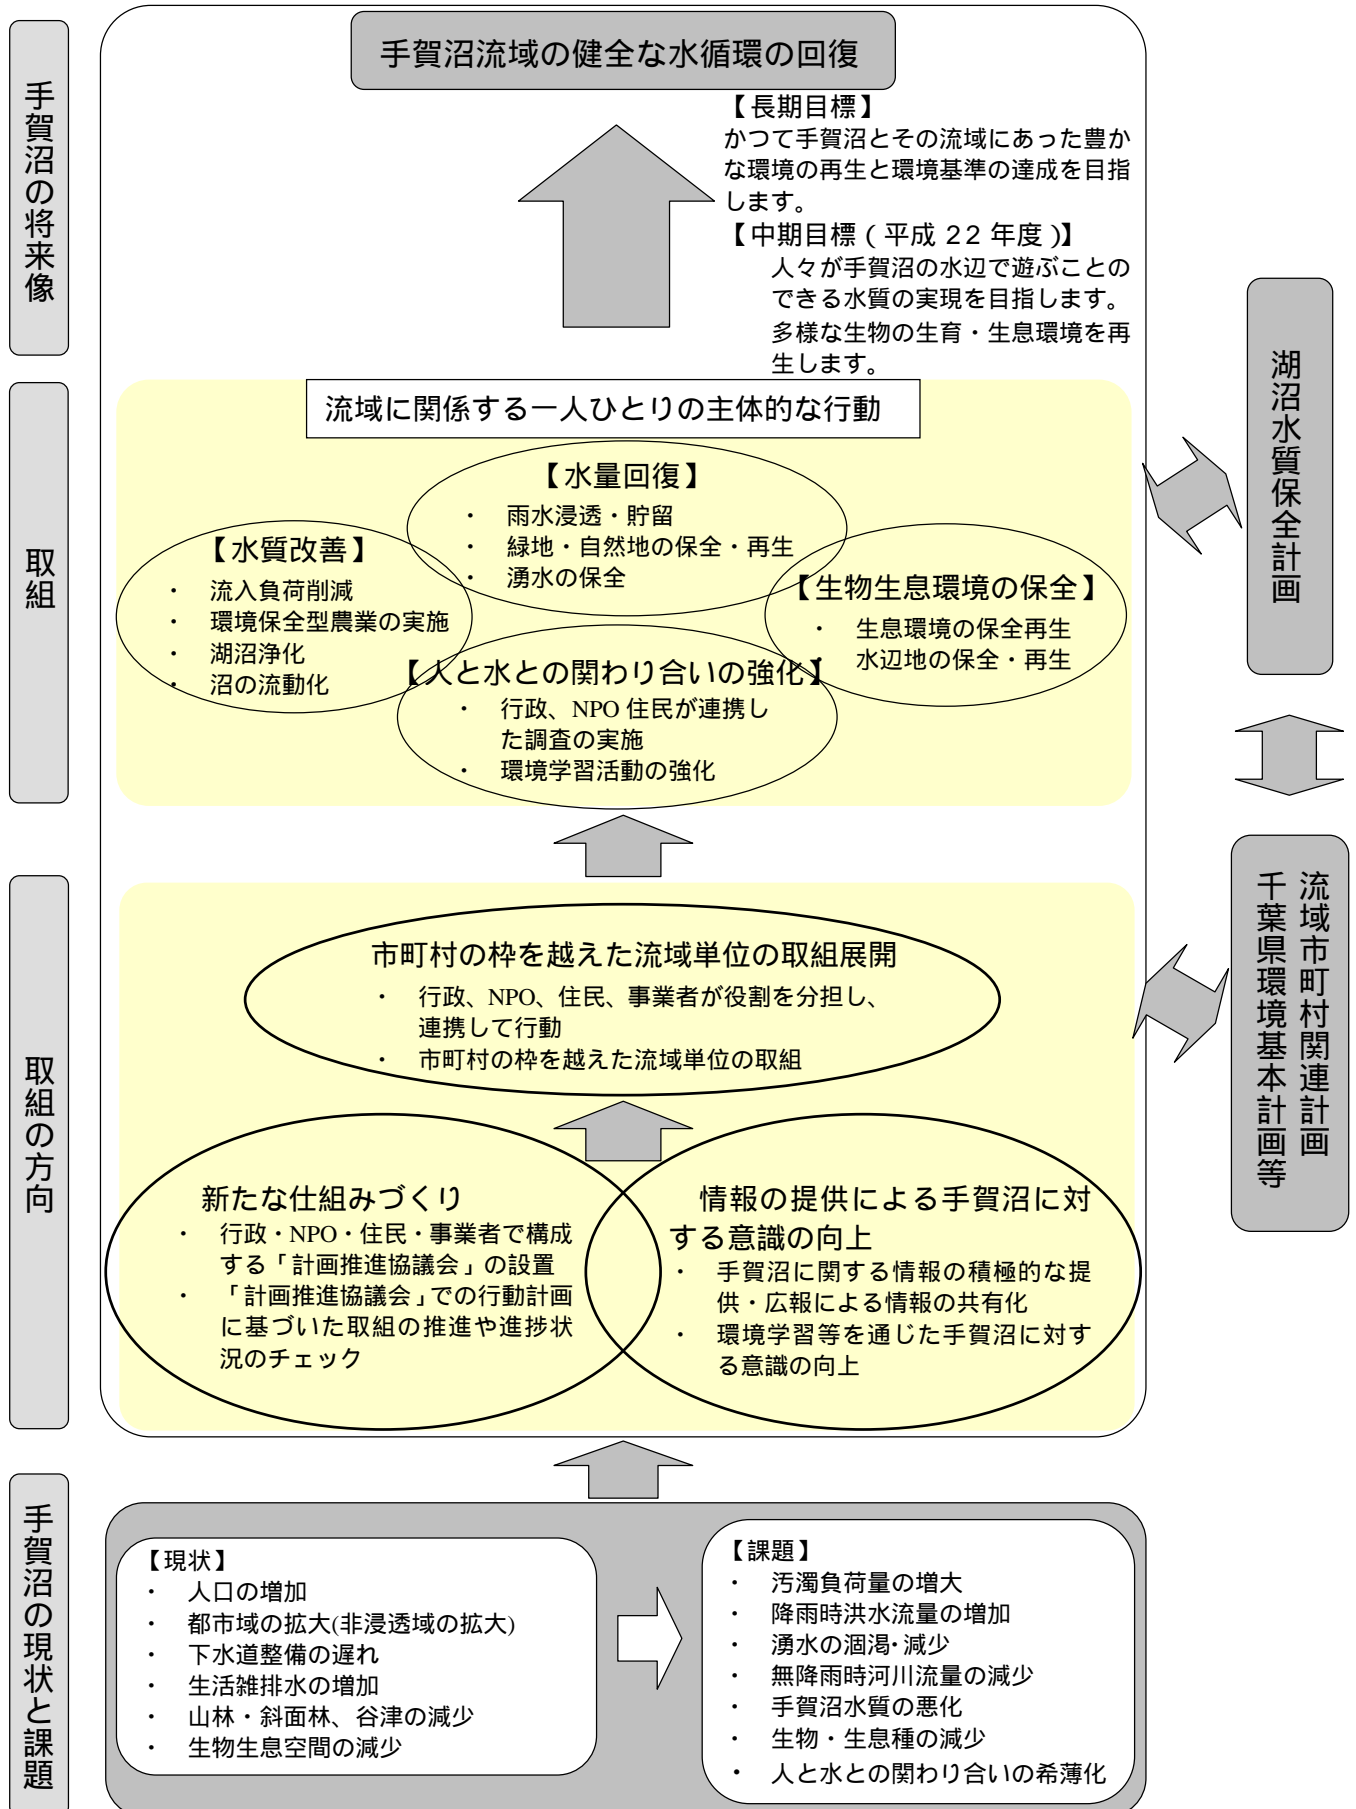 手賀沼の将来像
手賀沼流域の健全な水循環の回復
【長期目標】
かつて手賀沼とその流域にあった豊か
な環境の再生と環境基準の達成を目指
します。
【中期目標(平成 22 年度)】
人々が手賀沼の水辺で遊ぶことの
できる水質の実現を目指します。
多様な生物の生育・生息環境を再
生します。
取組
流域に関係する一人ひとりの主体的な行動
【水量回復】
・ 雨水浸透・貯留
・ 緑地・自然地の保全・再生
・ 湧水の保全
【水質改善】
・ 流入負荷削減
・ 環境保全型農業の実施
・ 湖沼浄化
・ 沼の流動化
【生物生息環境の保全】
・ 生息環境の保全再生
・ 水辺地の保全・再生
【人と水との関わり合いの強化】
・ 行政、NPO 住民が連携し
た調査の実施
・ 環境学習活動の強化
湖沼水質保全計画
取組の方向
市町村の枠を越えた流域単位の取組展開
・ 行政、NPO、住民、事業者が役割を分担し、
連携して行動
・ 市町村の枠を越えた流域単位の取組
新たな仕組みづくり
・ 行政・NPO・住民・事業者で構成
する「計画推進協議会」の設置
・ 「計画推進協議会」での行動計画
に基づいた取組の推進や進捗状
況のチェック
情報の提供による手賀沼に対
する意識の向上
・ 手賀沼に関する情報の積極的な提
供・広報による情報の共有化
・ 環境学習等を通じた手賀沼に対す
る意識の向上
流域市町村関連計画
千葉県環境基本計画等
手賀沼の現状と課題
【現状】
・ 人口の増加
・ 都市域の拡大(非浸透域の拡大)
・ 下水道整備の遅れ
・ 生活雑排水の増加
・ 山林・斜面林、谷津の減少
・ 生物生息空間の減少
【課題】
・ 汚濁負荷量の増大
・ 降雨時洪水流量の増加
・ 湧水の涸渇・減少
・ 無降雨時河川流量の減少
・ 手賀沼水質の悪化
・ 生物・生息種の減少
・ 人と水との関わり合いの希薄化